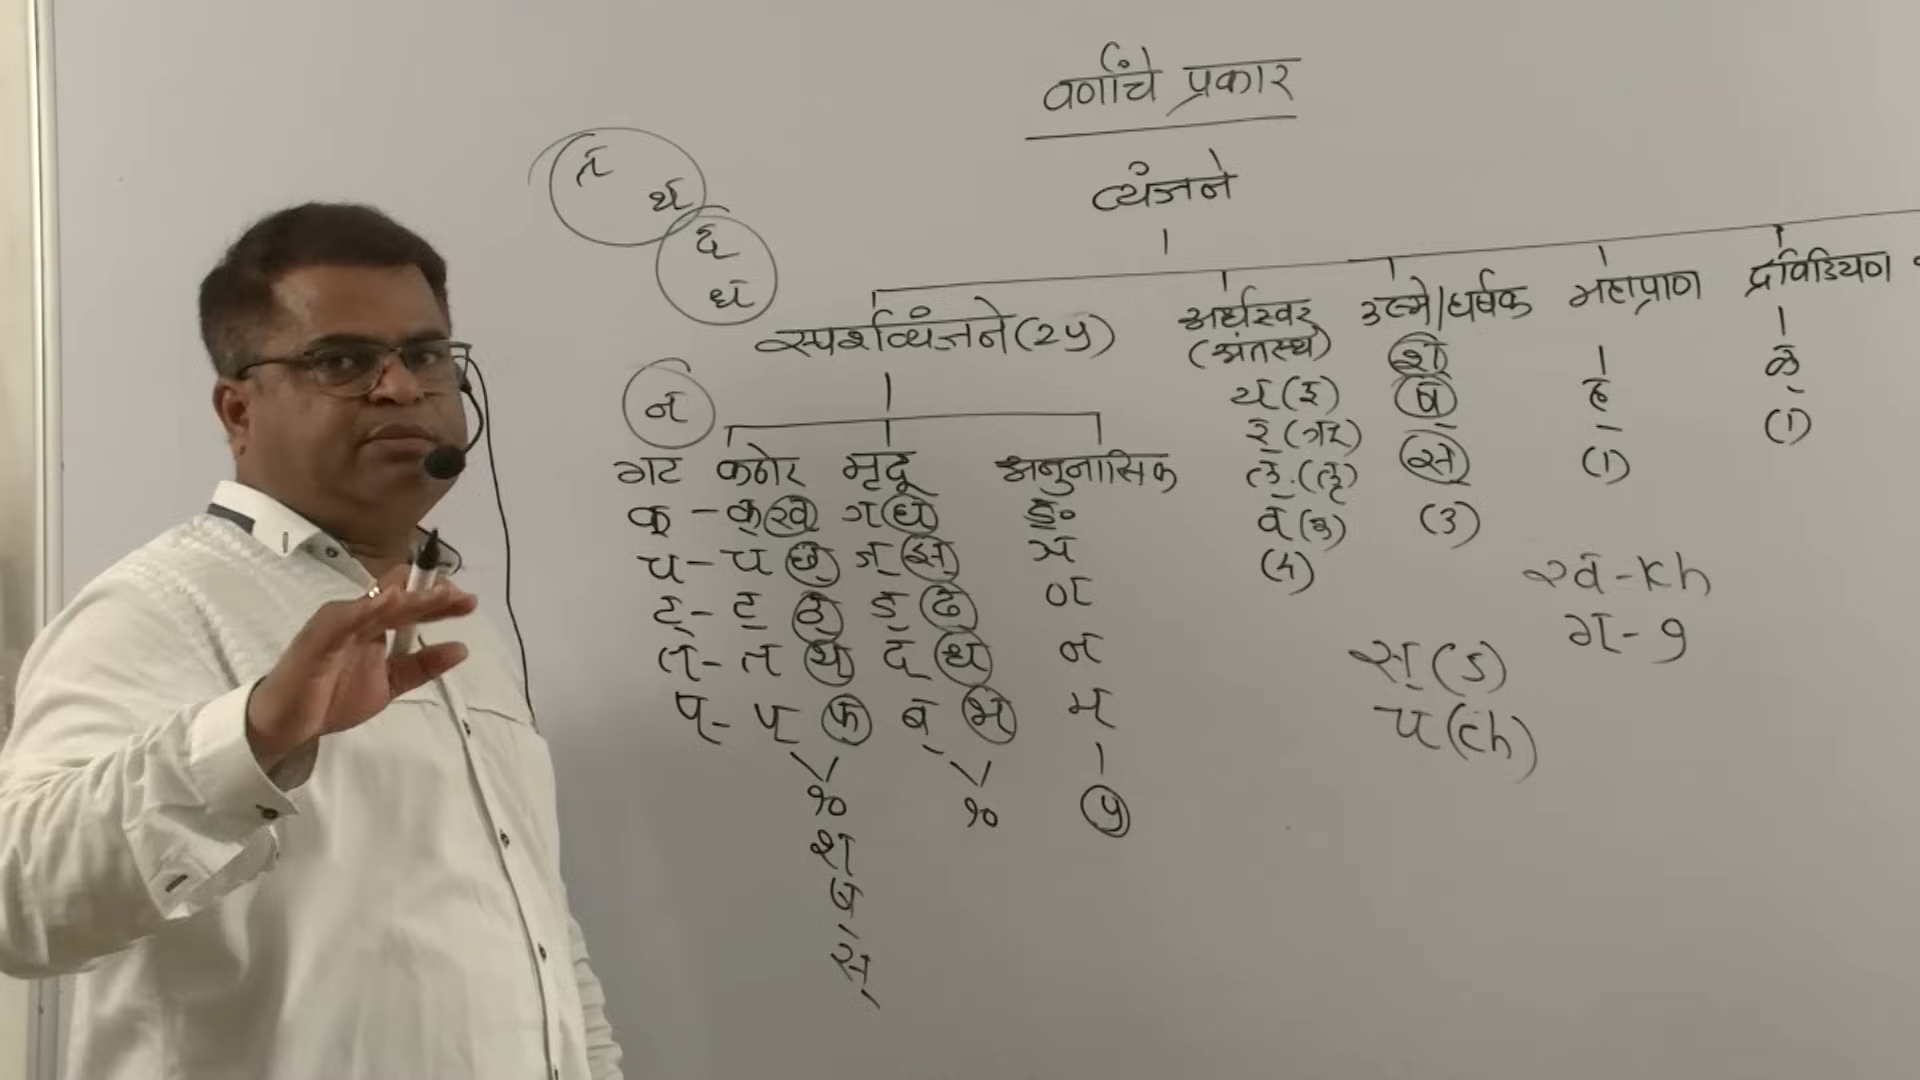 वर्णांचे प्रकार
व्यंजने
त्
थ्
द्
ध्
न्
स्पर्शव्यंजने (२५)
अर्धस्वर
(अंतस्थ)
य् (इ)
र् (ऋ)
ल् (लृ)
व् (उ)
(४)
उष्मे/घर्षक
श्
ष्
स्
(३)
महाप्राण
ह्
(१)
द्रविडियन
ळ्
(१)
गट कठोर मृदू अनुनासिक
क् - क् ख् ग् घ् ङ्
च - च छ् ज् झ् ञ्
ट् - ट् ठ् ड् ढ् ण्
त् - त थ् द् ध् न्
प् - प् फ् ब् भ् म्
१० १० ५
श्
ष्
स्
ख् - kh
ग् - g
स् (s)
च (ch)